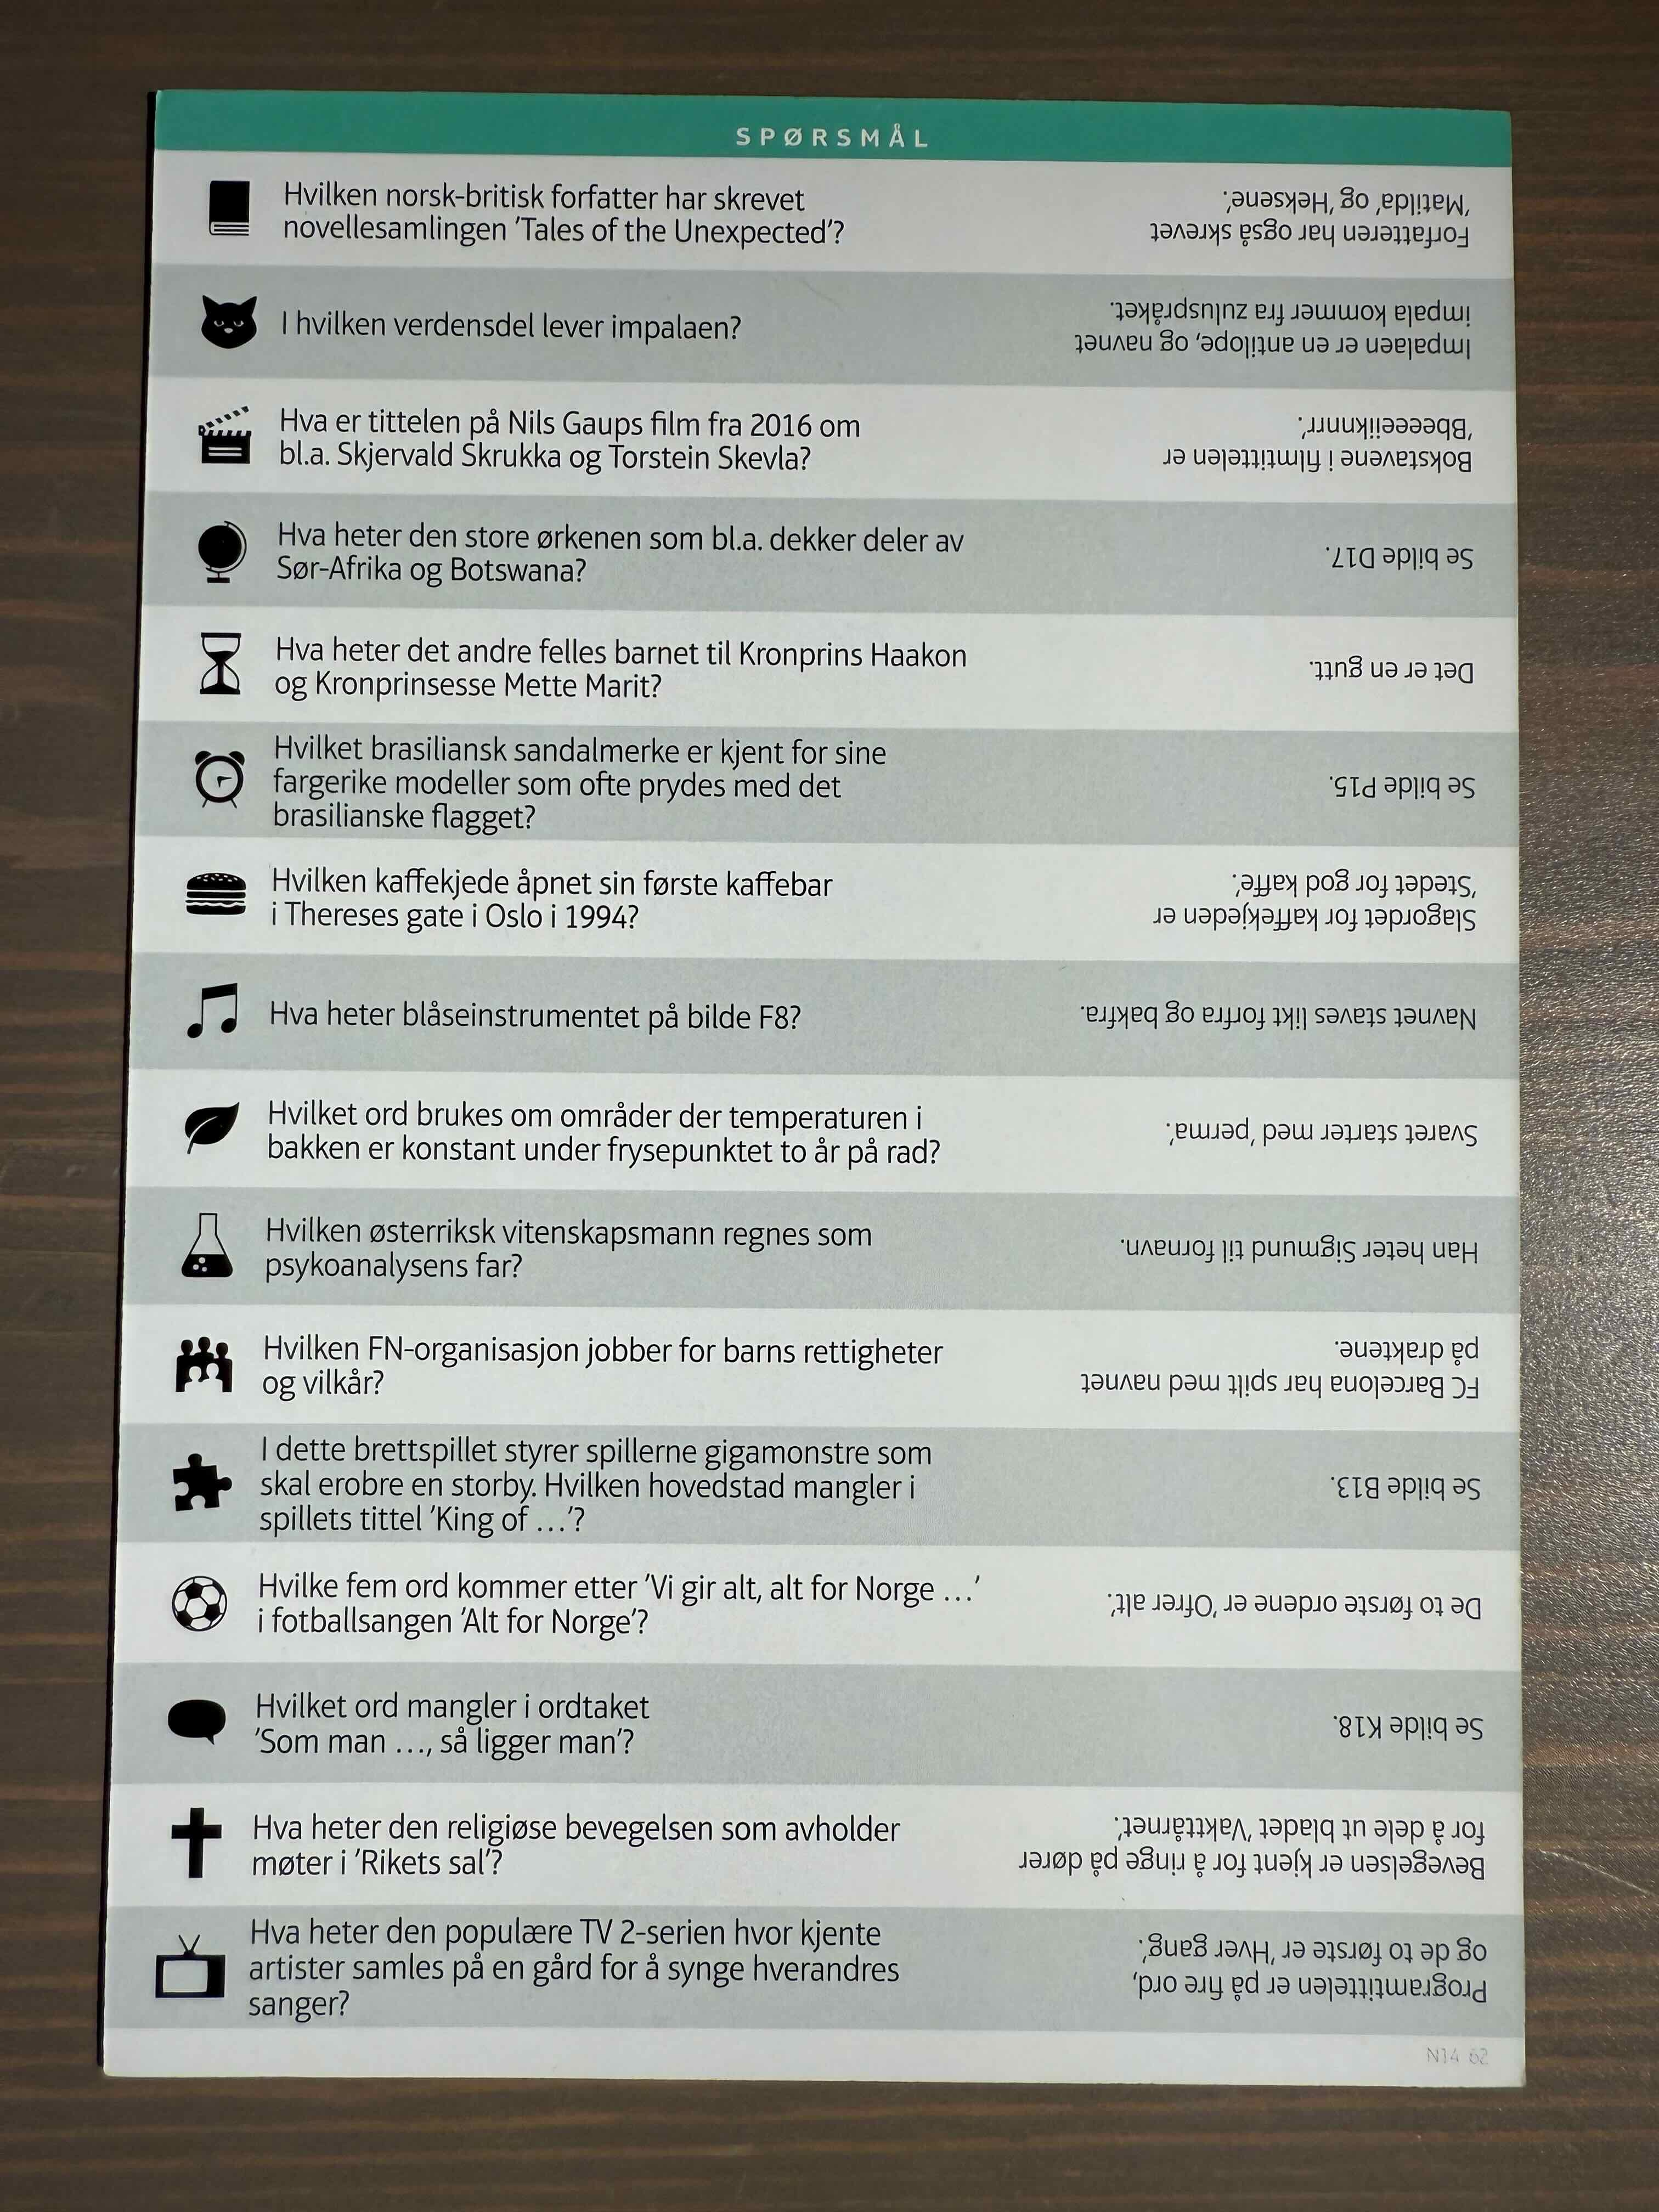 SPØRSMÅL
Hvilken norsk-britisk forfatter har skrevet
novellesamlingen 'Tales of the Unexpected'?
Forfatteren har også skrevet
'Matilda' og 'Heksene'.
I hvilken verdensdel lever impalaen?
Impalaen er en antilope, og navnet
impala kommer fra zuluspråket.
Hva er tittelen på Nils Gaups film fra 2016 om
bl.a. Skjervald Skrukka og Torstein Skevla?
Bokstavene i filmtittelen er
'Bbeeeeiiknnrr'.
Hva heter den store ørkenen som bl.a. dekker deler av
Sør-Afrika og Botswana?
Se bilde D17.
Hva heter det andre felles barnet til Kronprins Haakon
og Kronprinsesse Mette Marit?
Det er en gutt.
Hvilket brasiliansk sandalmerke er kjent for sine
fargerike modeller som ofte prydes med det
brasilianske flagget?
Se bilde P15.
Hvilken kaffekjede åpnet sin første kaffebar
i Thereses gate i Oslo i 1994?
Slagordet for kaffekjeden er
'Stedet for god kaffe'.
Hva heter blåseinstrumentet på bilde F8?
Navnet staves likt forfra og bakfra.
Hvilket ord brukes om områder der temperaturen i
bakken er konstant under frysepunktet to år på rad?
Svaret starter med 'perma'.
Hvilken østerriksk vitenskapsmann regnes som
psykoanalysens far?
Han heter Sigmund til fornavn.
Hvilken FN-organisasjon jobber for barns rettigheter
og vilkår?
FC Barcelona har spilt med navnet
på draktene.
I dette brettspillet styrer spillerne gigamonstre som
skal erobre en storby. Hvilken hovedstad mangler i
spillets tittel 'King of ...'?
Se bilde B13.
Hvilke fem ord kommer etter 'Vi gir alt, alt for Norge ...'
i fotballsangen 'Alt for Norge'?
De to første ordene er 'Ofrer alt'.
Hvilket ord mangler i ordtaket
'Som man ..., så ligger man'?
Se bilde K18.
Hva heter den religiøse bevegelsen som avholder
møter i 'Rikets sal'?
Bevegelsen er kjent for å ringe på dører
for å dele ut bladet 'Vakttårnet'.
Hva heter den populære TV 2-serien hvor kjente
artister samles på en gård for å synge hverandres
sanger?
Programtittelen er på fire ord,
og de to første er 'Hver gang'.
N14 62